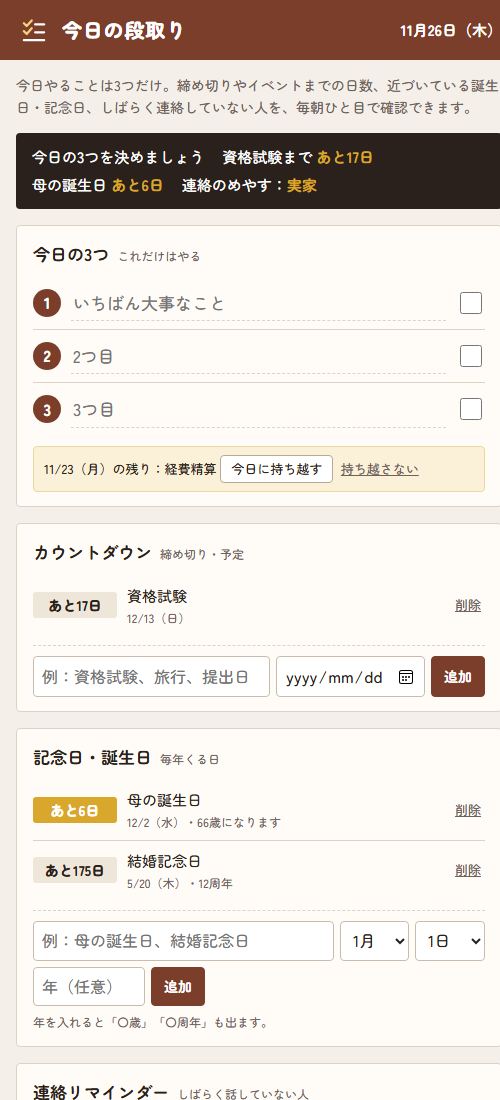 今日の段取り
11月26日（木）
今日やることは3つだけ。締め切りやイベントまでの日数、近づいている誕生
日・記念日、しばらく連絡していない人を、毎朝ひと目で確認できます。
今日の3つを決めましょう 資格試験まで あと17日
母の誕生日 あと6日 連絡のめやす：実家
今日の3つ これだけはやる
1 いちばん大事なこと
2 2つ目
3 3つ目
11/23（月）の残り：経費精算 今日に持ち越す 持ち越さない
カウントダウン 締め切り・予定
あと17日 資格試験 削除
12/13（日）
例：資格試験、旅行、提出日 yyyy/mm/dd 追加
記念日・誕生日 毎年くる日
あと6日 母の誕生日 削除
12/2（水）・66歳になります
あと175日 結婚記念日 削除
5/20（木）・12周年
例：母の誕生日、結婚記念日 1月 1日
年（任意） 追加
年を入れると「〇歳」「〇周年」も出ます。
連絡リマインダー しばらく話していない人